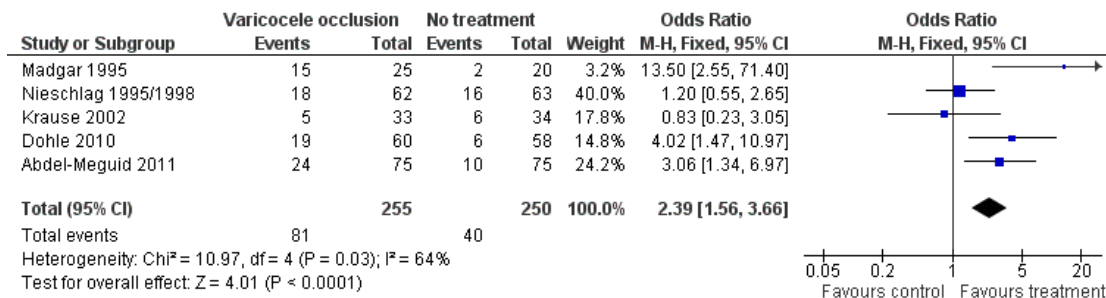 Varicocele occlusion No treatment Odds Ratio Odds Ratio
Study or Subgroup Events Total Events Total Weight M-H, Fixed, 95% CI M-H, Fixed, 95% CI
Madgar 1995 15 25 2 20 3.2% 13.50 [2.55, 71.40]
Nieschlag 1995/1998 18 62 16 63 40.0% 1.20 [0.55, 2.65]
Krause 2002 5 33 6 34 17.8% 0.83 [0.23, 3.05]
Dohle 2010 19 60 6 58 14.8% 4.02 [1.47, 10.97]
Abdel-Meguid 2011 24 75 10 75 24.2% 3.06 [1.34, 6.97]
Total (95% CI) 255 250 100.0% 2.39 [1.56, 3.66]
Total events 81 40
Heterogeneity: Chi² = 10.97, df = 4 (P = 0.03); I² = 64%
Test for overall effect: Z = 4.01 (P < 0.0001)
0.05 0.2 1 5 20
Favours control Favours treatment